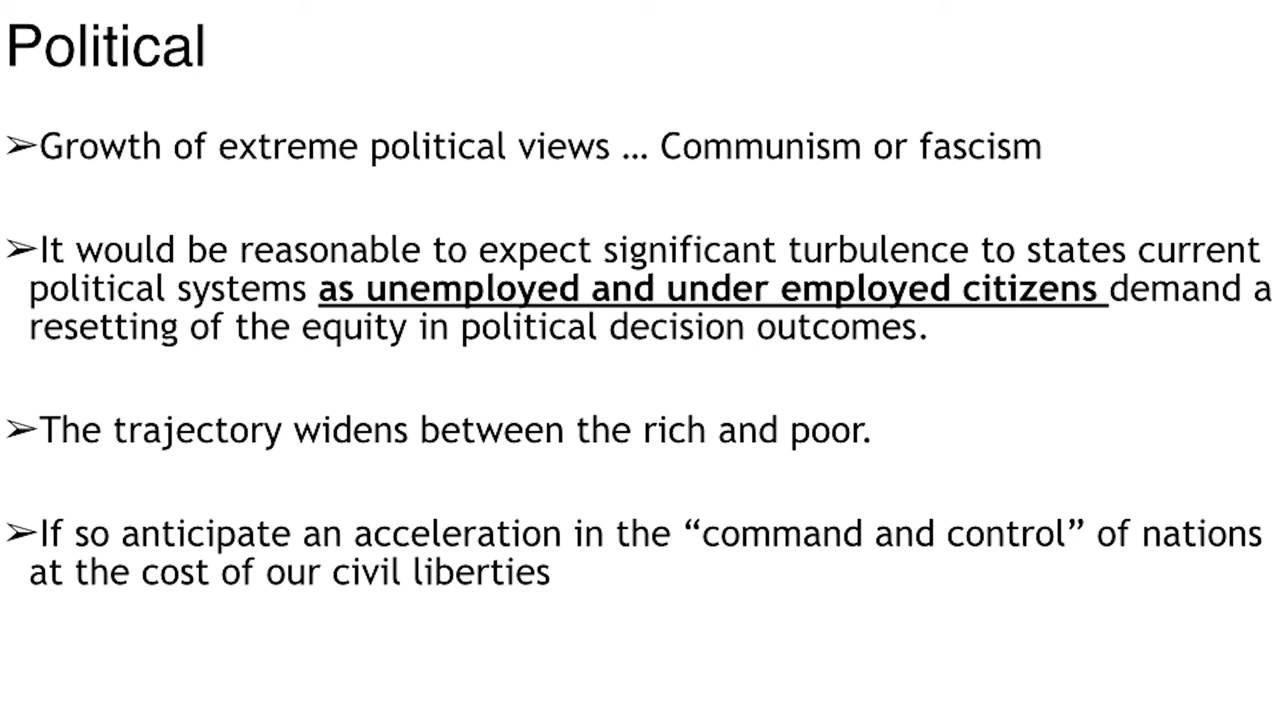 Political
➢Growth of extreme political views … Communism or fascism
➢It would be reasonable to expect significant turbulence to states current
political systems as unemployed and under employed citizens demand a
resetting of the equity in political decision outcomes.
➢The trajectory widens between the rich and poor.
➢If so anticipate an acceleration in the “command and control” of nations
at the cost of our civil liberties